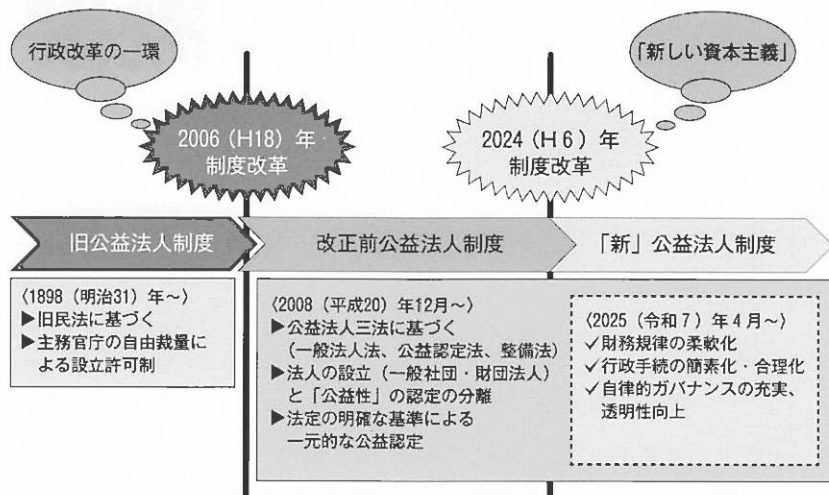 行政改革の一環
「新しい資本主義」
2006（H18）年
制度改革
2024（H6）年
制度改革
旧公益法人制度
改正前公益法人制度
「新」公益法人制度
〈1898（明治31）年～〉
▶旧民法に基づく
▶主務官庁の自由裁量に
よる設立許可制
〈2008（平成20）年12月～〉
▶公益法人三法に基づく
（一般法人法、公益認定法、整備法）
▶法人の設立（一般社団・財団法人）
と「公益性」の認定の分離
▶法定の明確な基準による
一元的な公益認定
〈2025（令和7）年4月～〉
✓財務規律の柔軟化
✓行政手続の簡素化・合理化
✓自律的ガバナンスの充実、
透明性向上